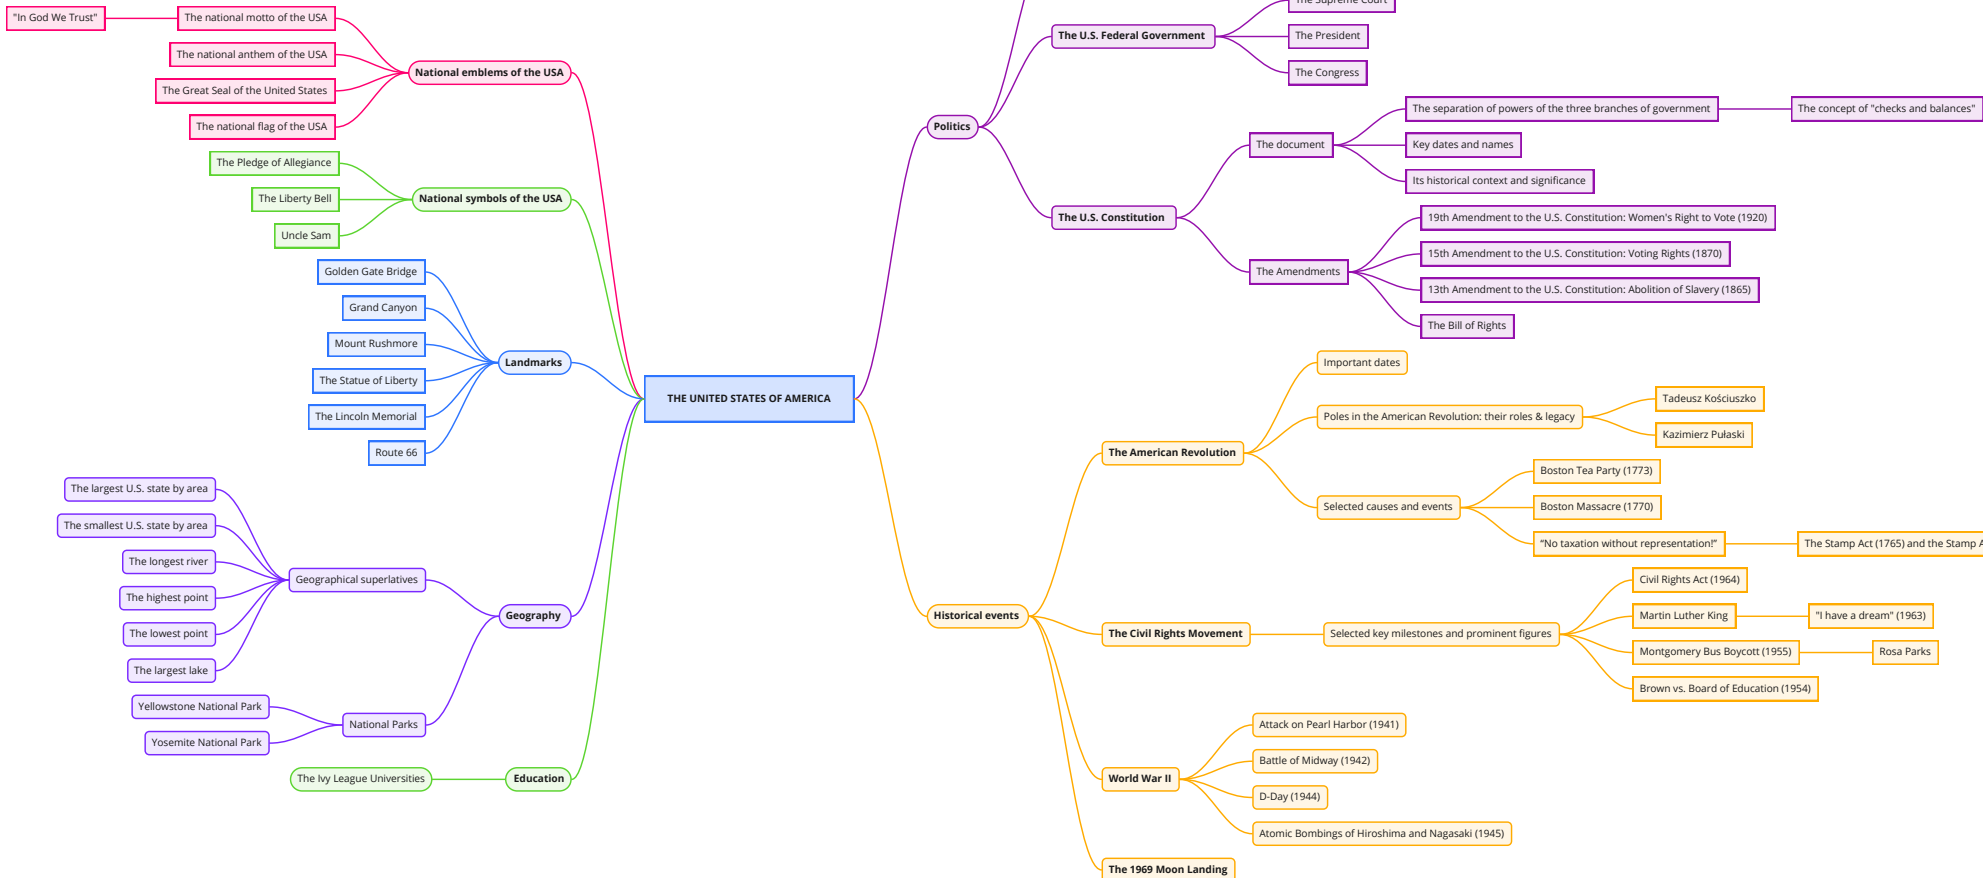 THE UNITED STATES OF AMERICA
National emblems of the USA
The national motto of the USA
"In God We Trust"
The national anthem of the USA
The Great Seal of the United States
The national flag of the USA
National symbols of the USA
The Pledge of Allegiance
The Liberty Bell
Uncle Sam
Landmarks
Golden Gate Bridge
Grand Canyon
Mount Rushmore
The Statue of Liberty
The Lincoln Memorial
Route 66
Geography
Geographical superlatives
The largest U.S. state by area
The smallest U.S. state by area
The longest river
The highest point
The lowest point
The largest lake
National Parks
Yellowstone National Park
Yosemite National Park
Education
The Ivy League Universities
Politics
The U.S. Federal Government
The Supreme Court
The President
The Congress
The U.S. Constitution
The document
The separation of powers of the three branches of government
The concept of "checks and balances"
Key dates and names
Its historical context and significance
The Amendments
19th Amendment to the U.S. Constitution: Women's Right to Vote (1920)
15th Amendment to the U.S. Constitution: Voting Rights (1870)
13th Amendment to the U.S. Constitution: Abolition of Slavery (1865)
The Bill of Rights
Historical events
The American Revolution
Important dates
Poles in the American Revolution: their roles & legacy
Tadeusz Kościuszko
Kazimierz Pułaski
Selected causes and events
Boston Tea Party (1773)
Boston Massacre (1770)
“No taxation without representation!”
The Stamp Act (1765) and the Stamp
The Civil Rights Movement
Selected key milestones and prominent figures
Civil Rights Act (1964)
Martin Luther King
"I have a dream" (1963)
Montgomery Bus Boycott (1955)
Rosa Parks
Brown vs. Board of Education (1954)
World War II
Attack on Pearl Harbor (1941)
Battle of Midway (1942)
D-Day (1944)
Atomic Bombings of Hiroshima and Nagasaki (1945)
The 1969 Moon Landing